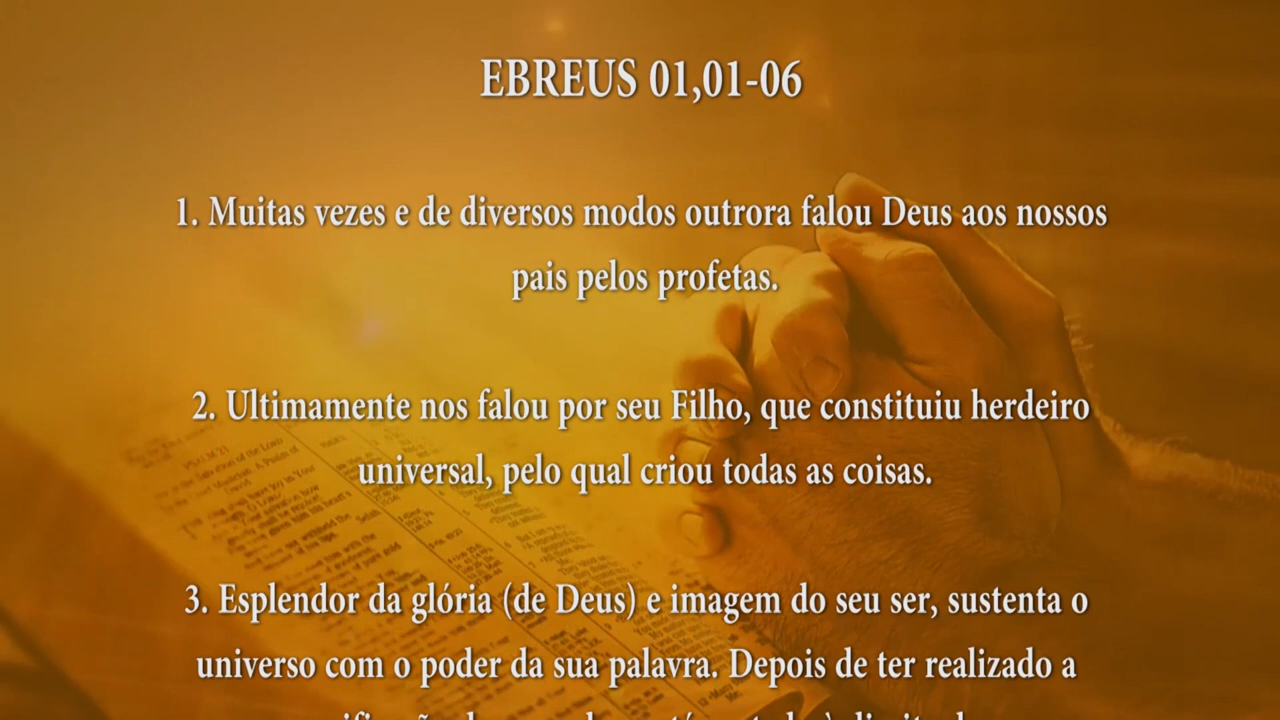 EBREUS 01,01-06
1. Muitas vezes e de diversos modos outrora falou Deus aos nossos
pais pelos profetas.
2. Ultimamente nos falou por seu Filho, que constituiu herdeiro
universal, pelo qual criou todas as coisas.
3. Esplendor da glória (de Deus) e imagem do seu ser, sustenta o
universo com o poder da sua palavra. Depois de ter realizado a